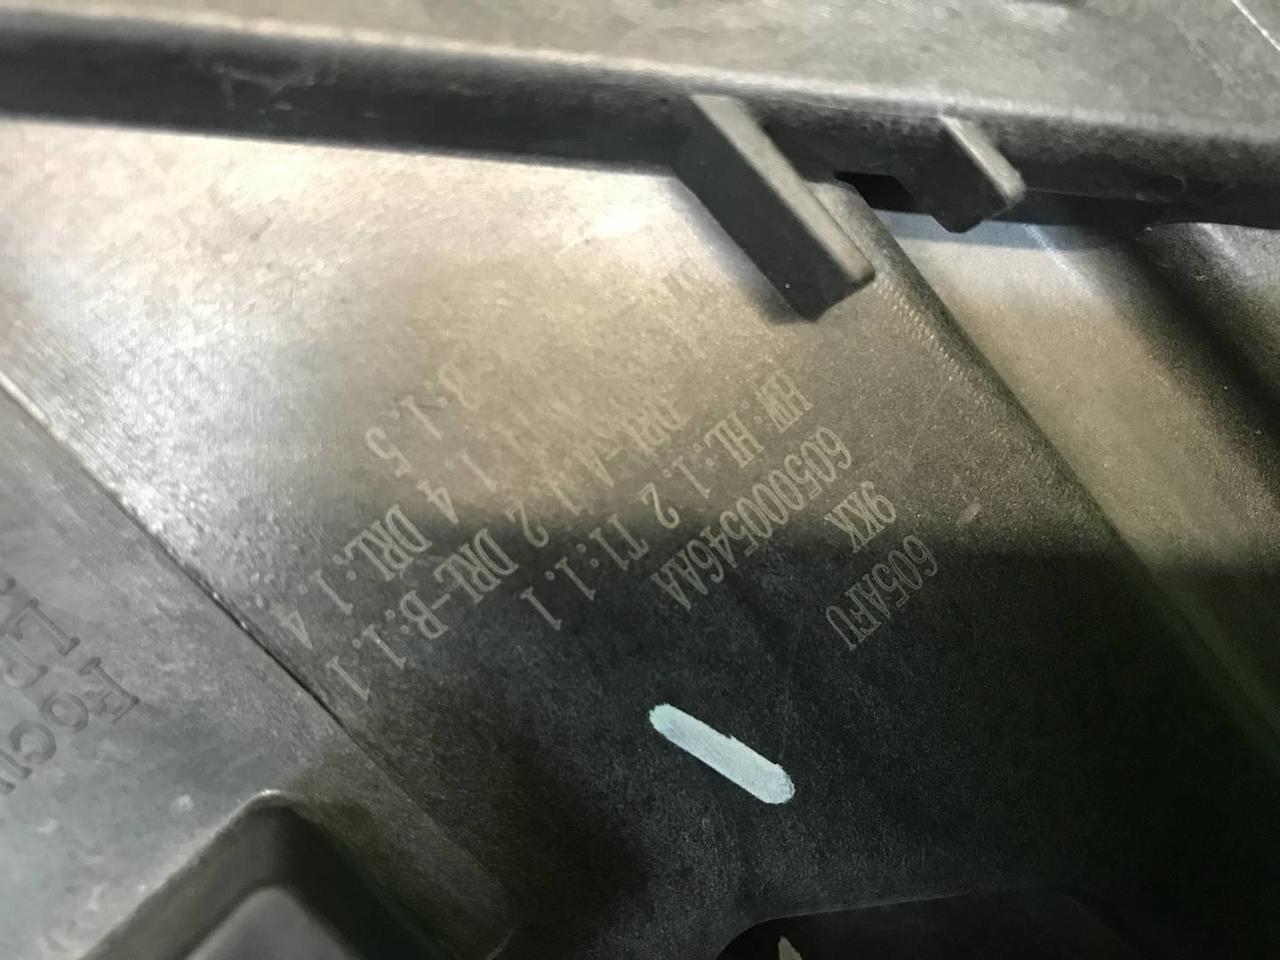 605AFU
9KK
6050000546AA
HW:HL:1.2 T1:1.1
DRL-A:1.2 DRL-B:1.1
1.4 DRL:1.4
1.5